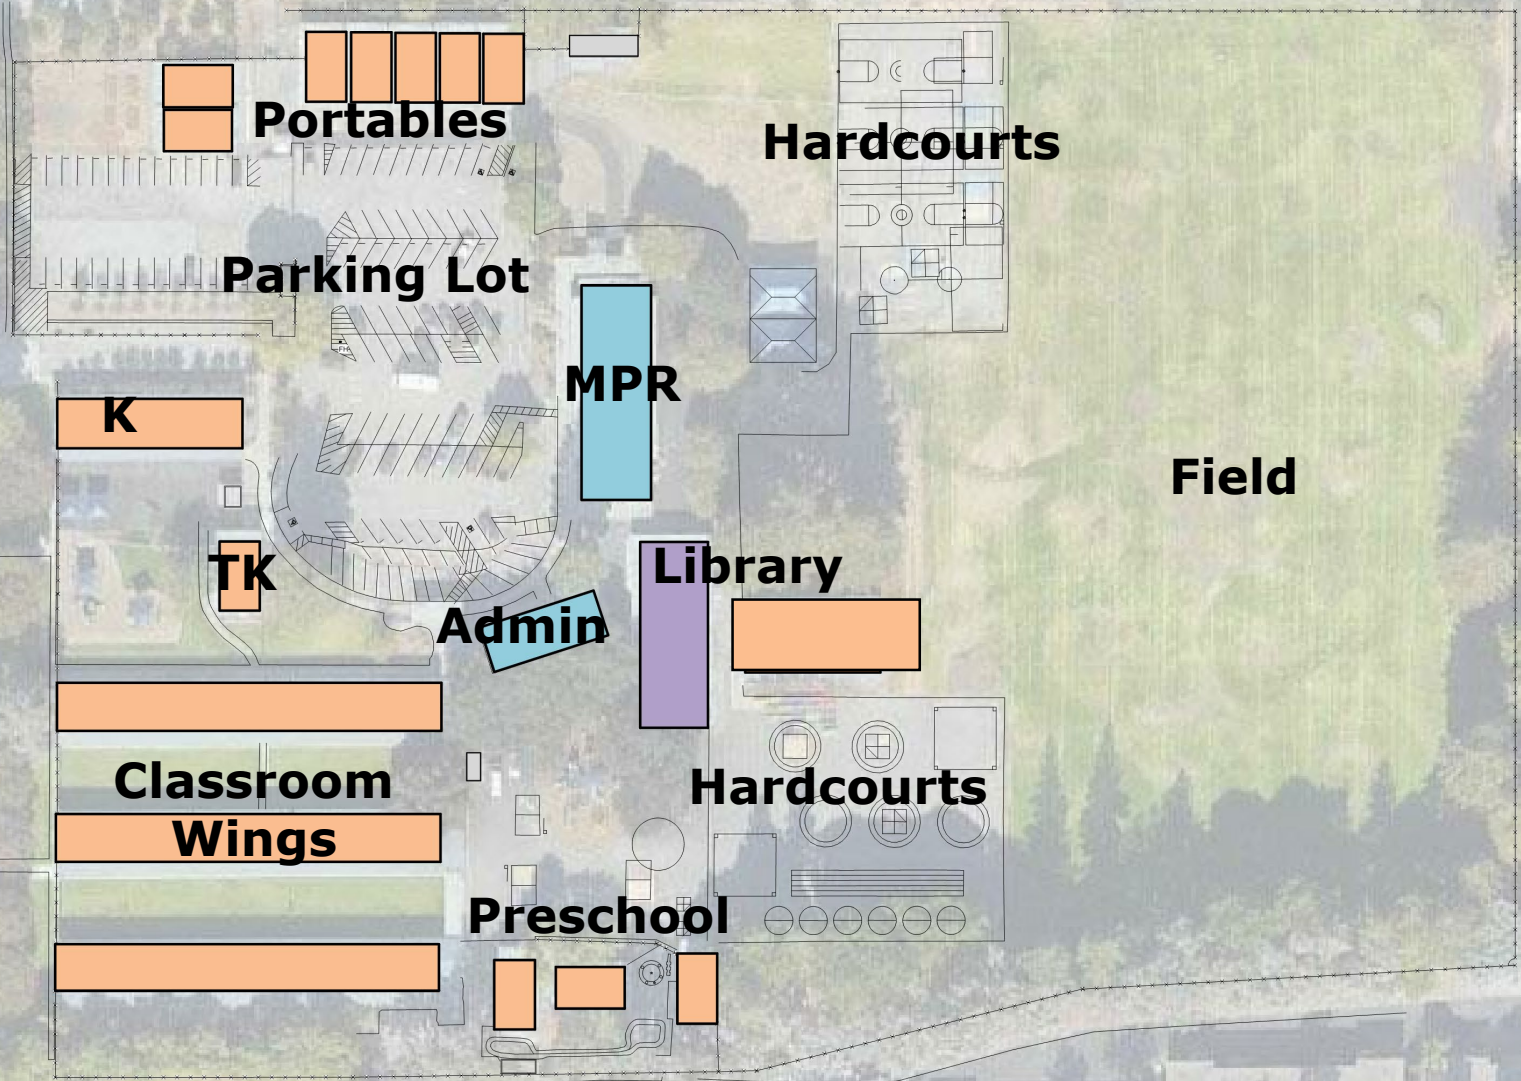 Portables
Hardcourts
Parking Lot
MPR
K
Field
TK
Library
Admin
Classroom
Wings
Hardcourts
Preschool